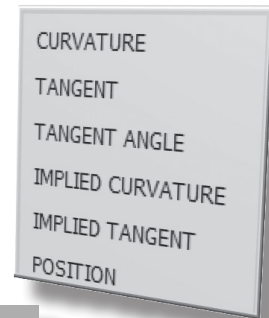 CURVATURE
TANGENT
TANGENT ANGLE
IMPLIED CURVATURE
IMPLIED TANGENT
POSITION